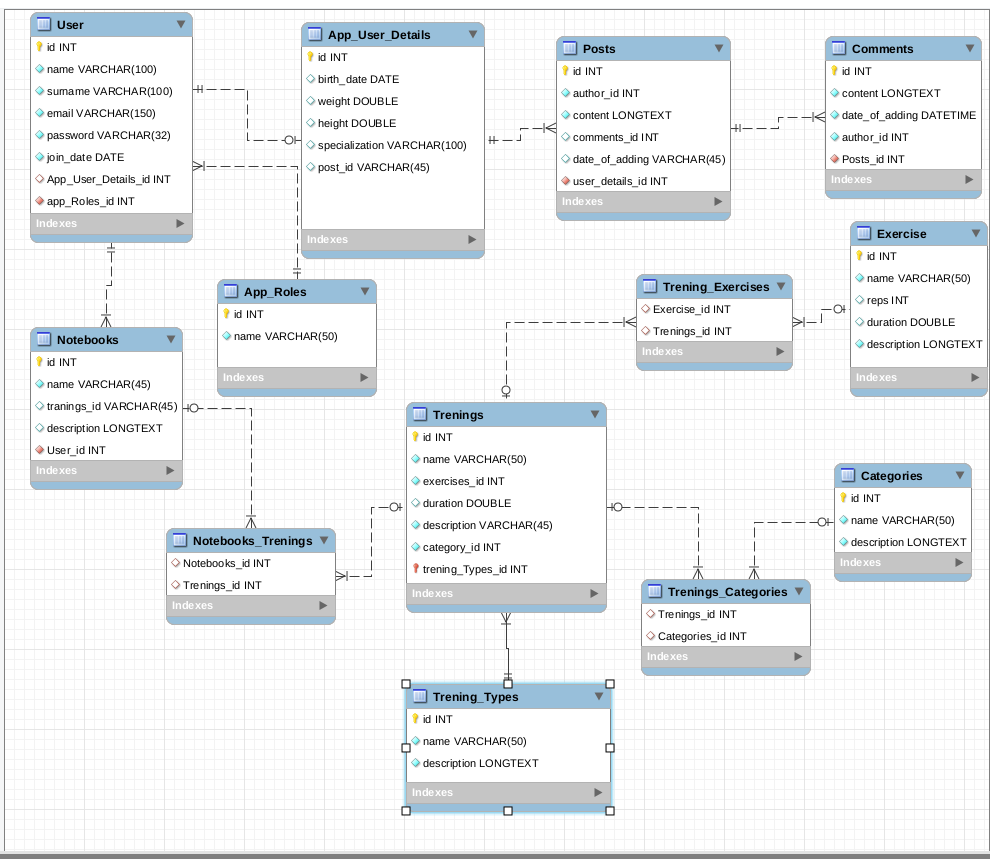 User
id INT
name VARCHAR(100)
surname VARCHAR(100)
email VARCHAR(150)
password VARCHAR(32)
join_date DATE
App_User_Details_id INT
app_Roles_id INT
Indexes
App_User_Details
id INT
birth_date DATE
weight DOUBLE
height DOUBLE
specialization VARCHAR(100)
post_id VARCHAR(45)
Indexes
Posts
id INT
author_id INT
content LONGTEXT
comments_id INT
date_of_adding VARCHAR(45)
user_details_id INT
Indexes
Comments
id INT
content LONGTEXT
date_of_adding DATETIME
author_id INT
Posts_id INT
Indexes
Exercise
id INT
name VARCHAR(50)
reps INT
duration DOUBLE
description LONGTEXT
Indexes
App_Roles
id INT
name VARCHAR(50)
Indexes
Trening_Exercises
Exercise_id INT
Trenings_id INT
Indexes
Notebooks
id INT
name VARCHAR(45)
tranings_id VARCHAR(45)
description LONGTEXT
User_id INT
Indexes
Trenings
id INT
name VARCHAR(50)
exercises_id INT
duration DOUBLE
description VARCHAR(45)
category_id INT
trening_Types_id INT
Indexes
Categories
id INT
name VARCHAR(50)
description LONGTEXT
Indexes
Notebooks_Trenings
Notebooks_id INT
Trenings_id INT
Indexes
Trenings_Categories
Trenings_id INT
Categories_id INT
Indexes
Trening_Types
id INT
name VARCHAR(50)
description LONGTEXT
Indexes